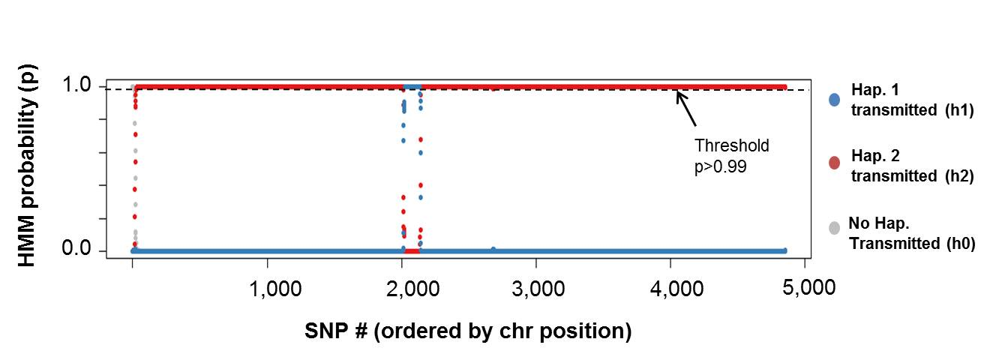 HMM probability (p)
1.0
0.0
1,000
2,000
3,000
4,000
5,000
SNP # (ordered by chr position)
Threshold
p>0.99
Hap. 1
transmitted (h1)
Hap. 2
transmitted (h2)
No Hap.
Transmitted (h0)